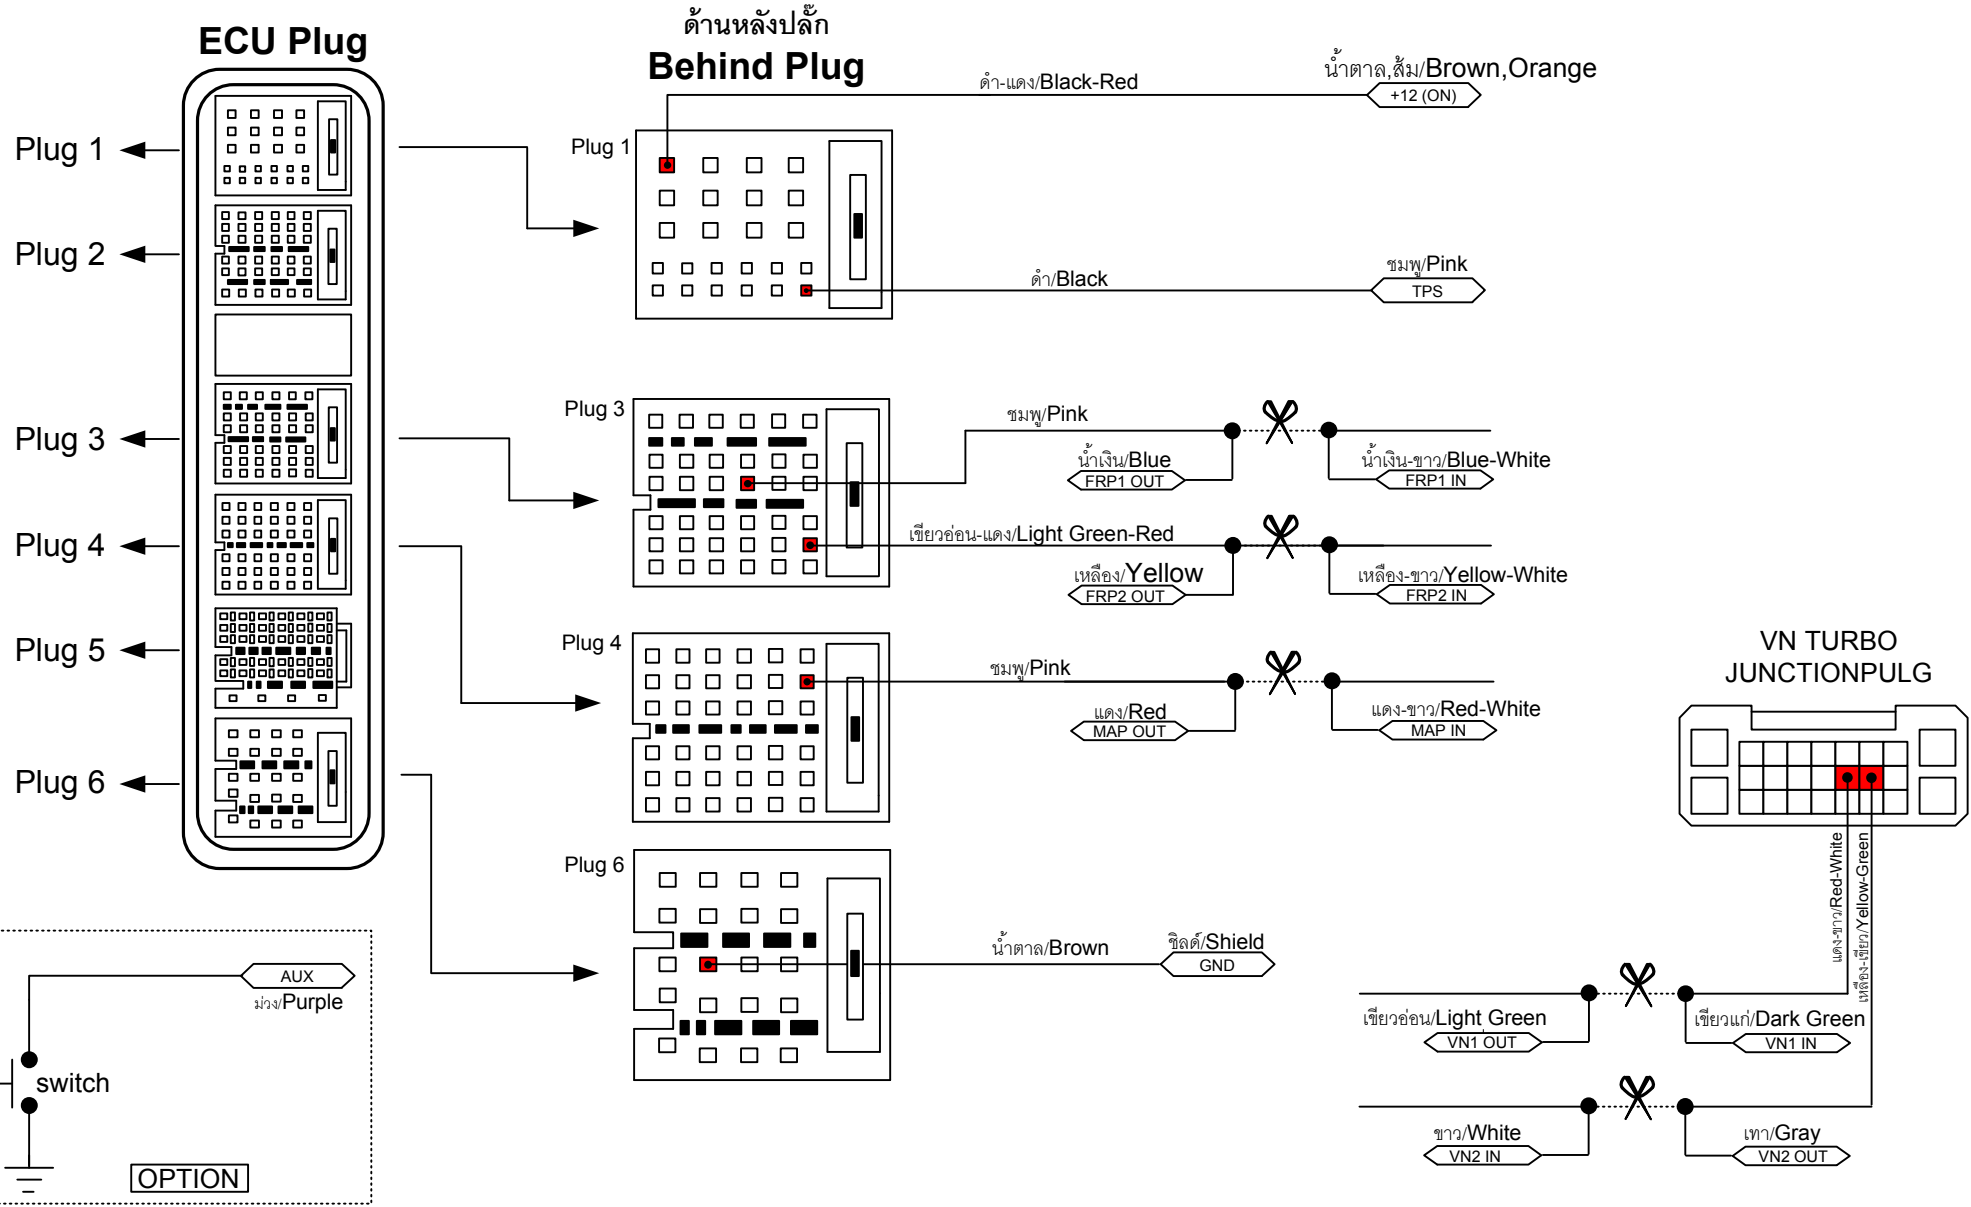 ECU Plug
Plug 1
Plug 2
Plug 3
Plug 4
Plug 5
Plug 6
ด้านหลังปลั๊ก
Behind Plug
Plug 1
ดำ-แดง/Black-Red
น้ำตาล,ส้ม/Brown,Orange
+12 (ON)
ดำ/Black
ชมพู/Pink
TPS
Plug 3
ชมพู/Pink
น้ำเงิน/Blue
FRP1 OUT
น้ำเงิน-ขาว/Blue-White
FRP1 IN
เขียวอ่อน-แดง/Light Green-Red
เหลือง/Yellow
FRP2 OUT
เหลือง-ขาว/Yellow-White
FRP2 IN
Plug 4
ชมพู/Pink
แดง/Red
MAP OUT
แดง-ขาว/Red-White
MAP IN
Plug 6
น้ำตาล/Brown
ชิลด์/Shield
GND
VN TURBO
JUNCTIONPULG
แดง-ขาว/Red-White
เหลือง-เขียว/Yellow-Green
เขียวอ่อน/Light Green
VN1 OUT
เขียวแก่/Dark Green
VN1 IN
ขาว/White
VN2 IN
เทา/Gray
VN2 OUT
AUX
ม่วง/Purple
switch
OPTION